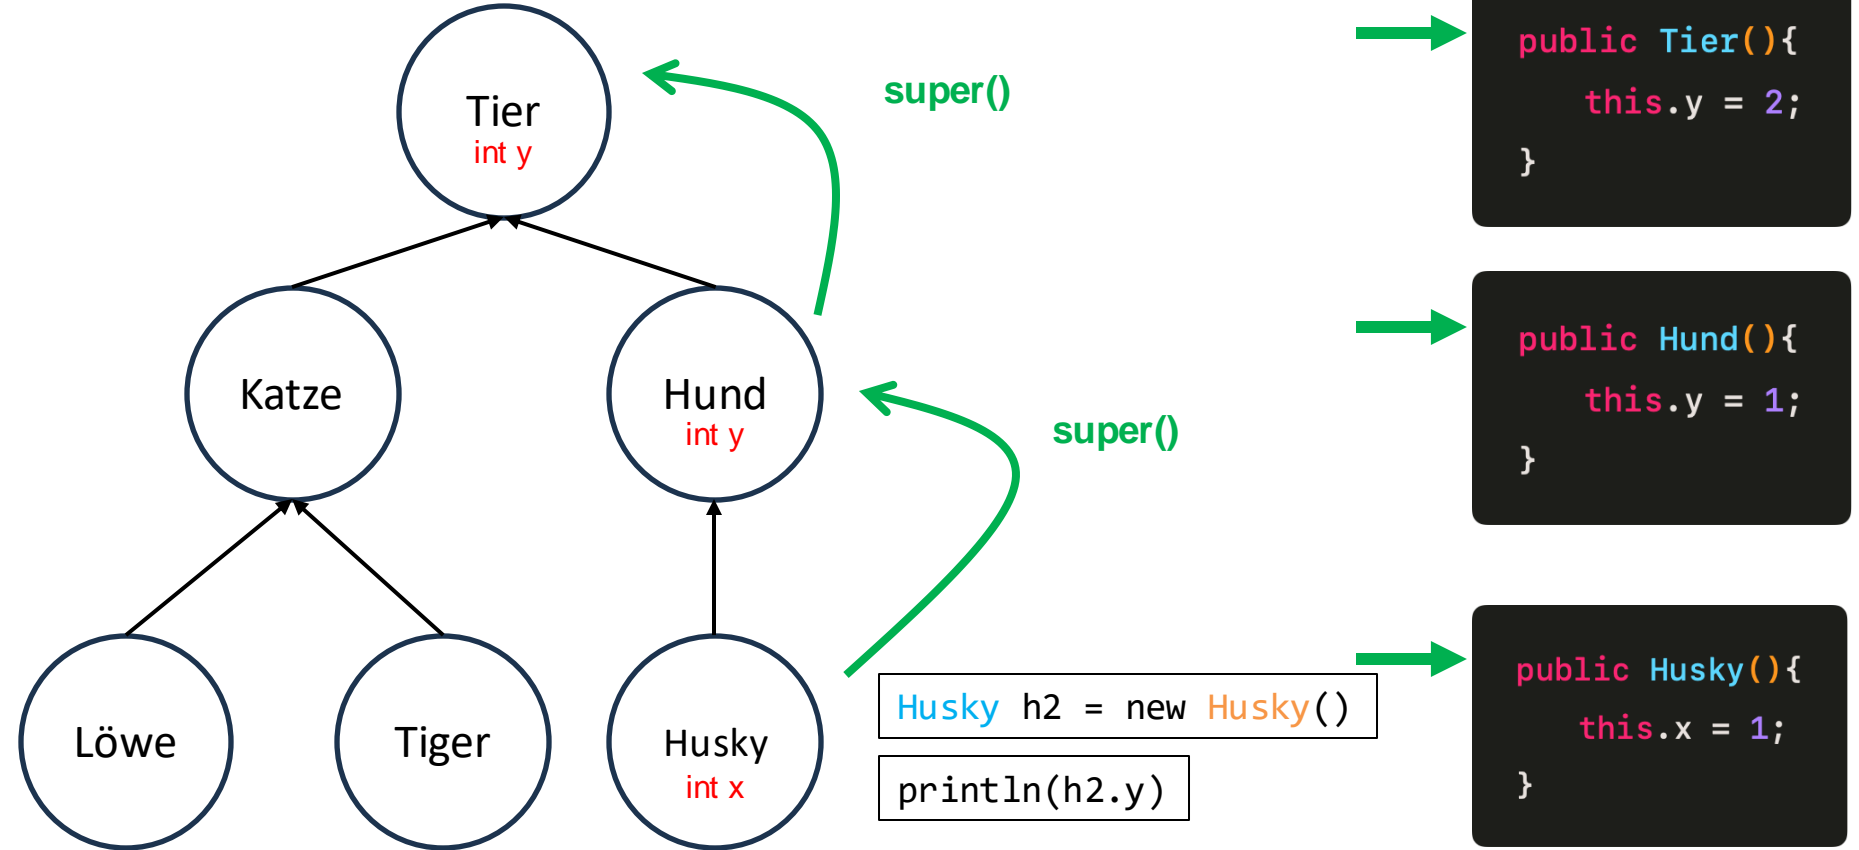 Tier
int y
super()
public Tier(){
this.y = 2;
}
Katze
Hund
int y
super()
public Hund(){
this.y = 1;
}
Löwe
Tiger
Husky
int x
Husky h2 = new Husky()
println(h2.y)
public Husky(){
this.x = 1;
}